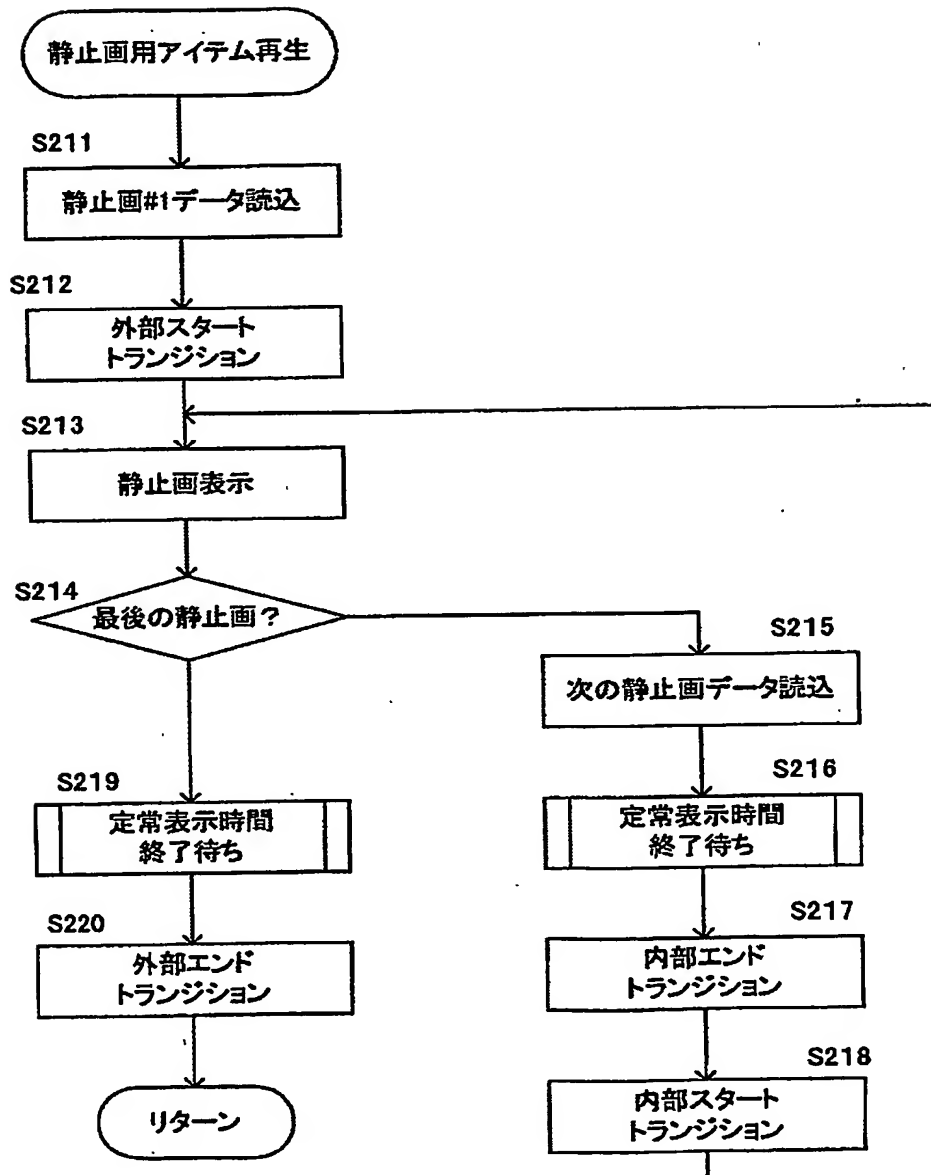 静止画用アイテム再生
S211
静止画#1データ読込
S212
外部スタート
トランジション
S213
静止画表示
S214
最後の静止画？
S215
次の静止画データ読込
S219
定常表示時間
終了待ち
S216
定常表示時間
終了待ち
S220
外部エンド
トランジション
S217
内部エンド
トランジション
リターン
S218
内部スタート
トランジション